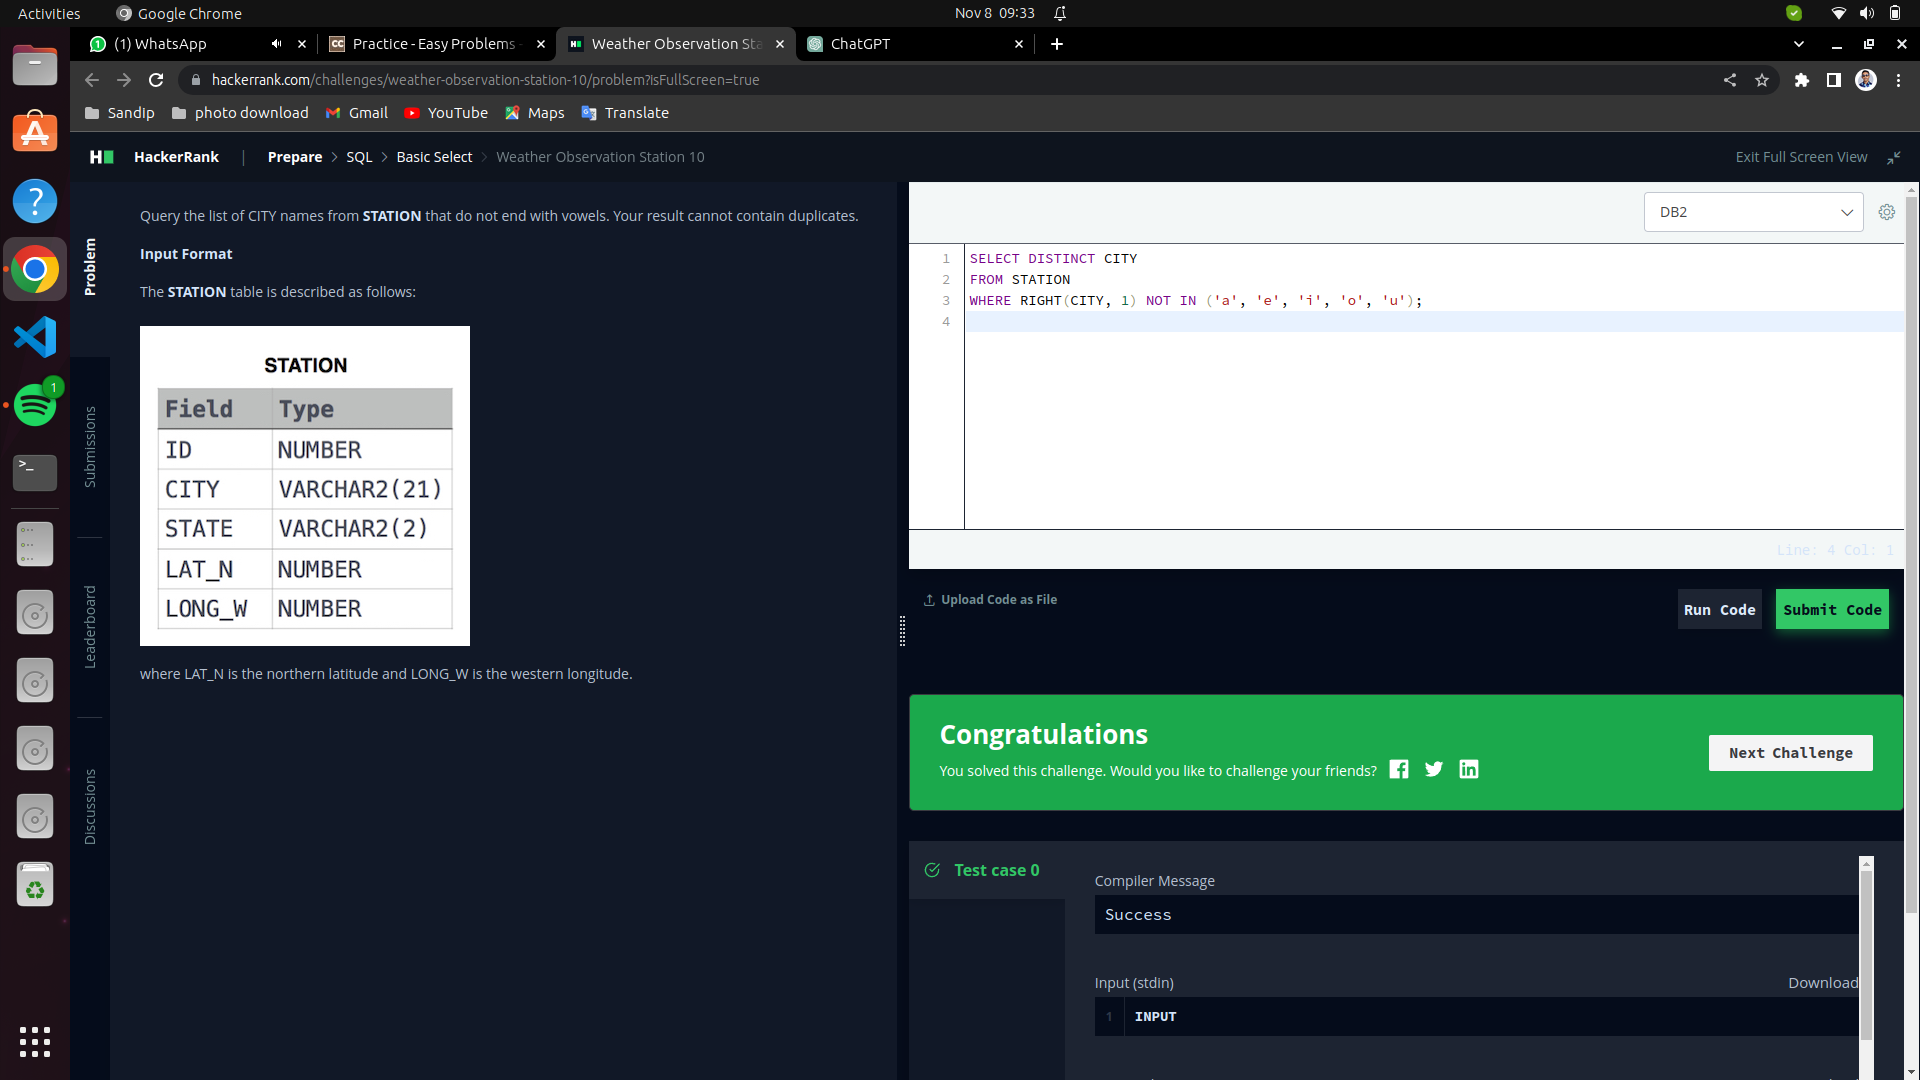 Activities
Google Chrome
Nov 8 09:33
(1) WhatsApp
Practice - Easy Problems -
Weather Observation Sta
ChatGPT
hackerrank.com/challenges/weather-observation-station-10/problem?isFullScreen=true
Sandip
photo download
Gmail
YouTube
Maps
Translate
HackerRank
Prepare > SQL > Basic Select > Weather Observation Station 10
Exit Full Screen View
Problem
Submissions
Leaderboard
Discussions
Query the list of CITY names from STATION that do not end with vowels. Your result cannot contain duplicates.
Input Format
The STATION table is described as follows:
STATION
Field Type
ID NUMBER
CITY VARCHAR2(21)
STATE VARCHAR2(2)
LAT_N NUMBER
LONG_W NUMBER
where LAT_N is the northern latitude and LONG_W is the western longitude.
DB2
1 SELECT DISTINCT CITY
2 FROM STATION
3 WHERE RIGHT(CITY, 1) NOT IN ('a', 'e', 'i', 'o', 'u');
4
Line: 4 Col: 1
Upload Code as File
Run Code
Submit Code
Congratulations
You solved this challenge. Would you like to challenge your friends?
Next Challenge
Test case 0
Compiler Message
Success
Input (stdin)
Download
1 INPUT